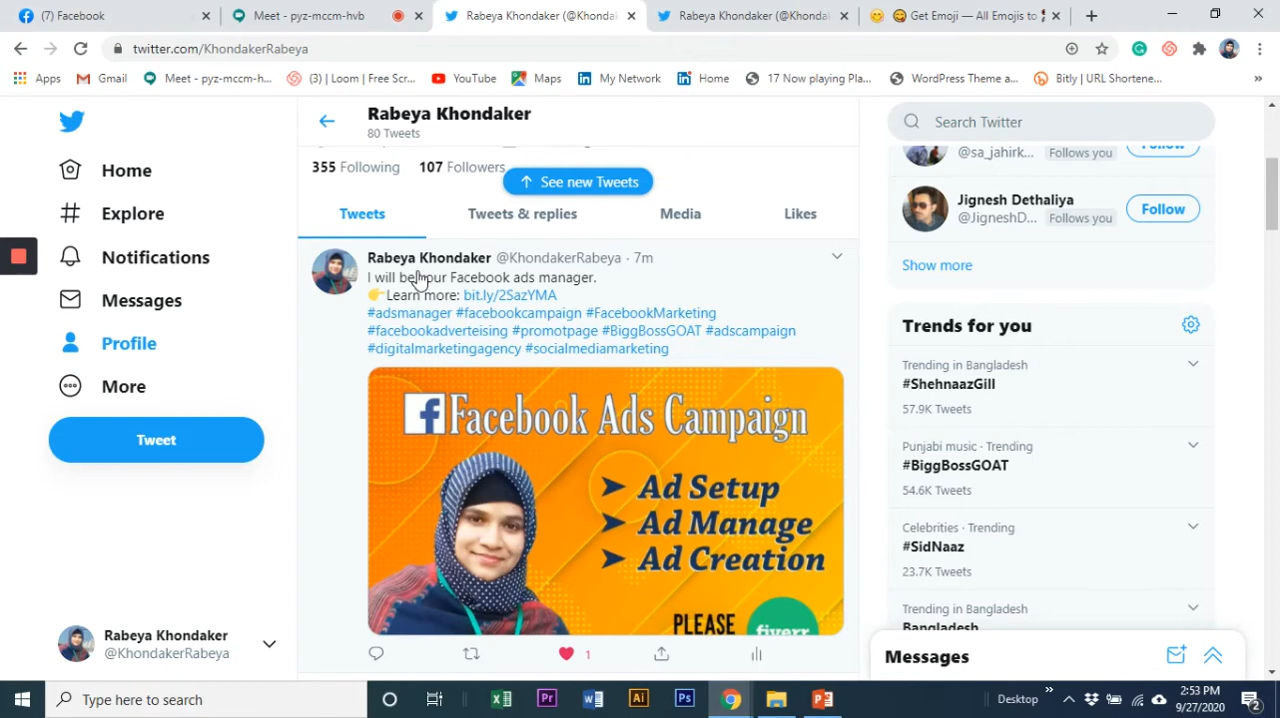 (7) Facebook
Meet - pyz-mccm-hvb
Rabeya Khondaker (@Khonda
Rabeya Khondaker (@Khonda
Get Emoji — All Emojis to
twitter.com/KhondakerRabeya
Apps
Gmail
Meet - pyz-mccm-h...
(3) | Loom | Free Scr...
YouTube
Maps
My Network
Home
17 Now playing Pla...
WordPress Theme a...
Bitly | URL Shortene...
Home
Explore
Notifications
Messages
Profile
More
Tweet
Rabeya Khondaker
@KhondakerRabeya
Rabeya Khondaker
80 Tweets
355 Following 107 Followers
See new Tweets
Tweets
Tweets & replies
Media
Likes
Rabeya Khondaker @KhondakerRabeya · 7m
I will be your Facebook ads manager.
👉Learn more: bit.ly/2SazYMA
#adsmanager #facebookcampaign #FacebookMarketing
#facebookadverteising #promotpage #BiggBossGOAT #adscampaign
#digitalmarketingagency #socialmediamarketing
Facebook Ads Campaign
Ad Setup
Ad Manage
Ad Creation
PLEASE
fiverr
1
Search Twitter
@sa_jahirk... Follows you
Follow
Jignesh Dethaliya
@JigneshD... Follows you
Follow
Show more
Trends for you
Trending in Bangladesh
#ShehnaazGill
57.9K Tweets
Punjabi music · Trending
#BiggBossGOAT
54.6K Tweets
Celebrities · Trending
#SidNaaz
23.7K Tweets
Trending in Bangladesh
Bangladesh
Messages
Type here to search
Desktop
2:53 PM
9/27/2020
2